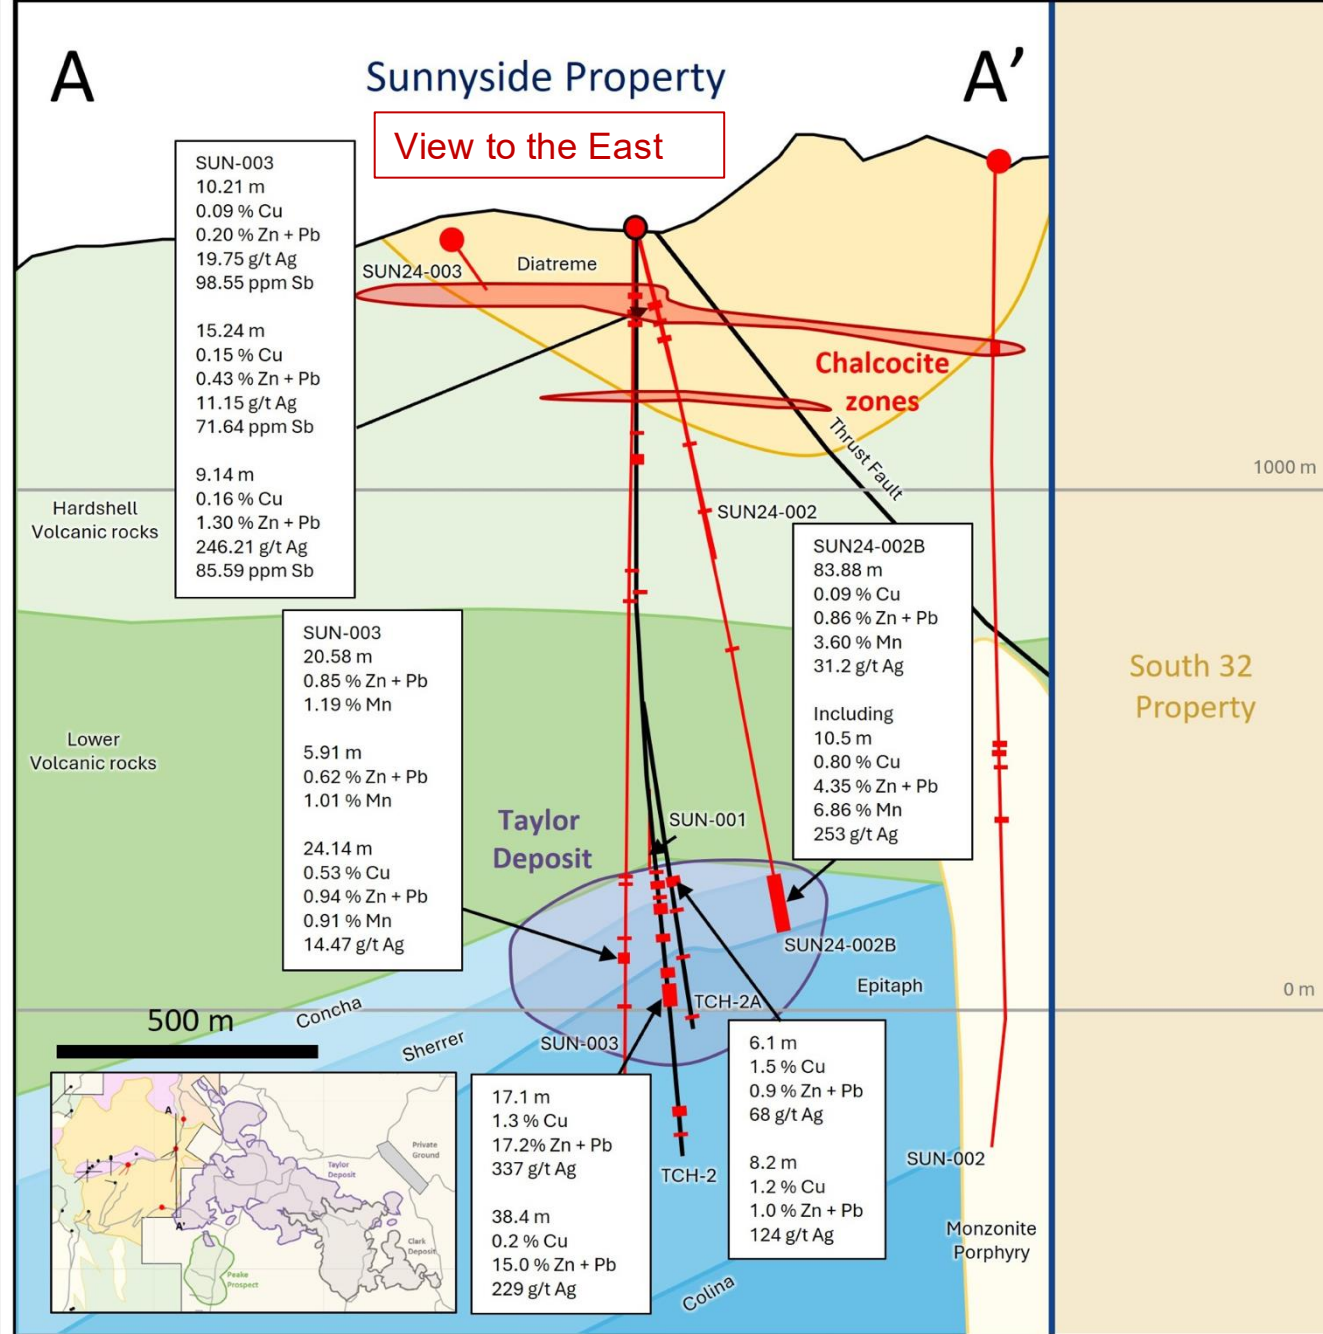 A
Sunnyside Property
A’
View to the East
SUN-003
10.21 m
0.09 % Cu
0.20 % Zn + Pb
19.75 g/t Ag
98.55 ppm Sb
15.24 m
0.15 % Cu
0.43 % Zn + Pb
11.15 g/t Ag
71.64 ppm Sb
9.14 m
0.16 % Cu
1.30 % Zn + Pb
246.21 g/t Ag
85.59 ppm Sb
SUN24-003
Diatreme
Chalcocite
zones
Thrust Fault
1000 m
Hardshell
Volcanic rocks
SUN24-002
SUN24-002B
83.88 m
0.09 % Cu
0.86 % Zn + Pb
3.60 % Mn
31.2 g/t Ag
Including
10.5 m
0.80 % Cu
4.35 % Zn + Pb
6.86 % Mn
253 g/t Ag
South 32
Property
SUN-003
20.58 m
0.85 % Zn + Pb
1.19 % Mn
5.91 m
0.62 % Zn + Pb
1.01 % Mn
24.14 m
0.53 % Cu
0.94 % Zn + Pb
0.91 % Mn
14.47 g/t Ag
Lower
Volcanic rocks
Taylor
Deposit
SUN-001
SUN24-002B
Epitaph
TCH-2A
0 m
Concha
Sherrer
SUN-003
500 m
17.1 m
1.3 % Cu
17.2% Zn + Pb
337 g/t Ag
38.4 m
0.2 % Cu
15.0 % Zn + Pb
229 g/t Ag
TCH-2
6.1 m
1.5 % Cu
0.9 % Zn + Pb
68 g/t Ag
8.2 m
1.2 % Cu
1.0 % Zn + Pb
124 g/t Ag
SUN-002
Monzonite
Porphyry
Colina
A
Private
Ground
Taylor
Deposit
A'
Clark
Deposit
Peake
Prospect